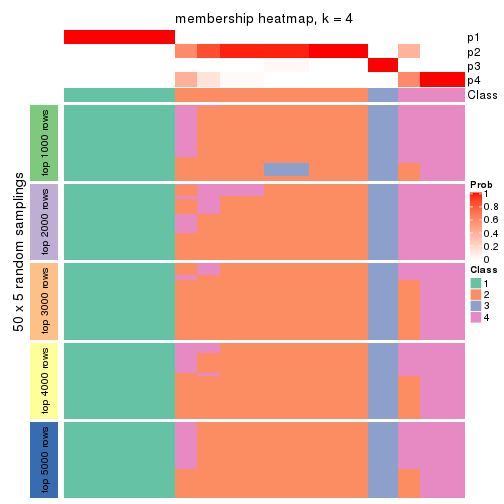 membership heatmap, k = 4
p1
p2
p3
p4
Class
50 x 5 random samplings
top 1000 rows
top 2000 rows
top 3000 rows
top 4000 rows
top 5000 rows
Prob
1
0.8
0.6
0.4
0.2
0
Class
1
2
3
4